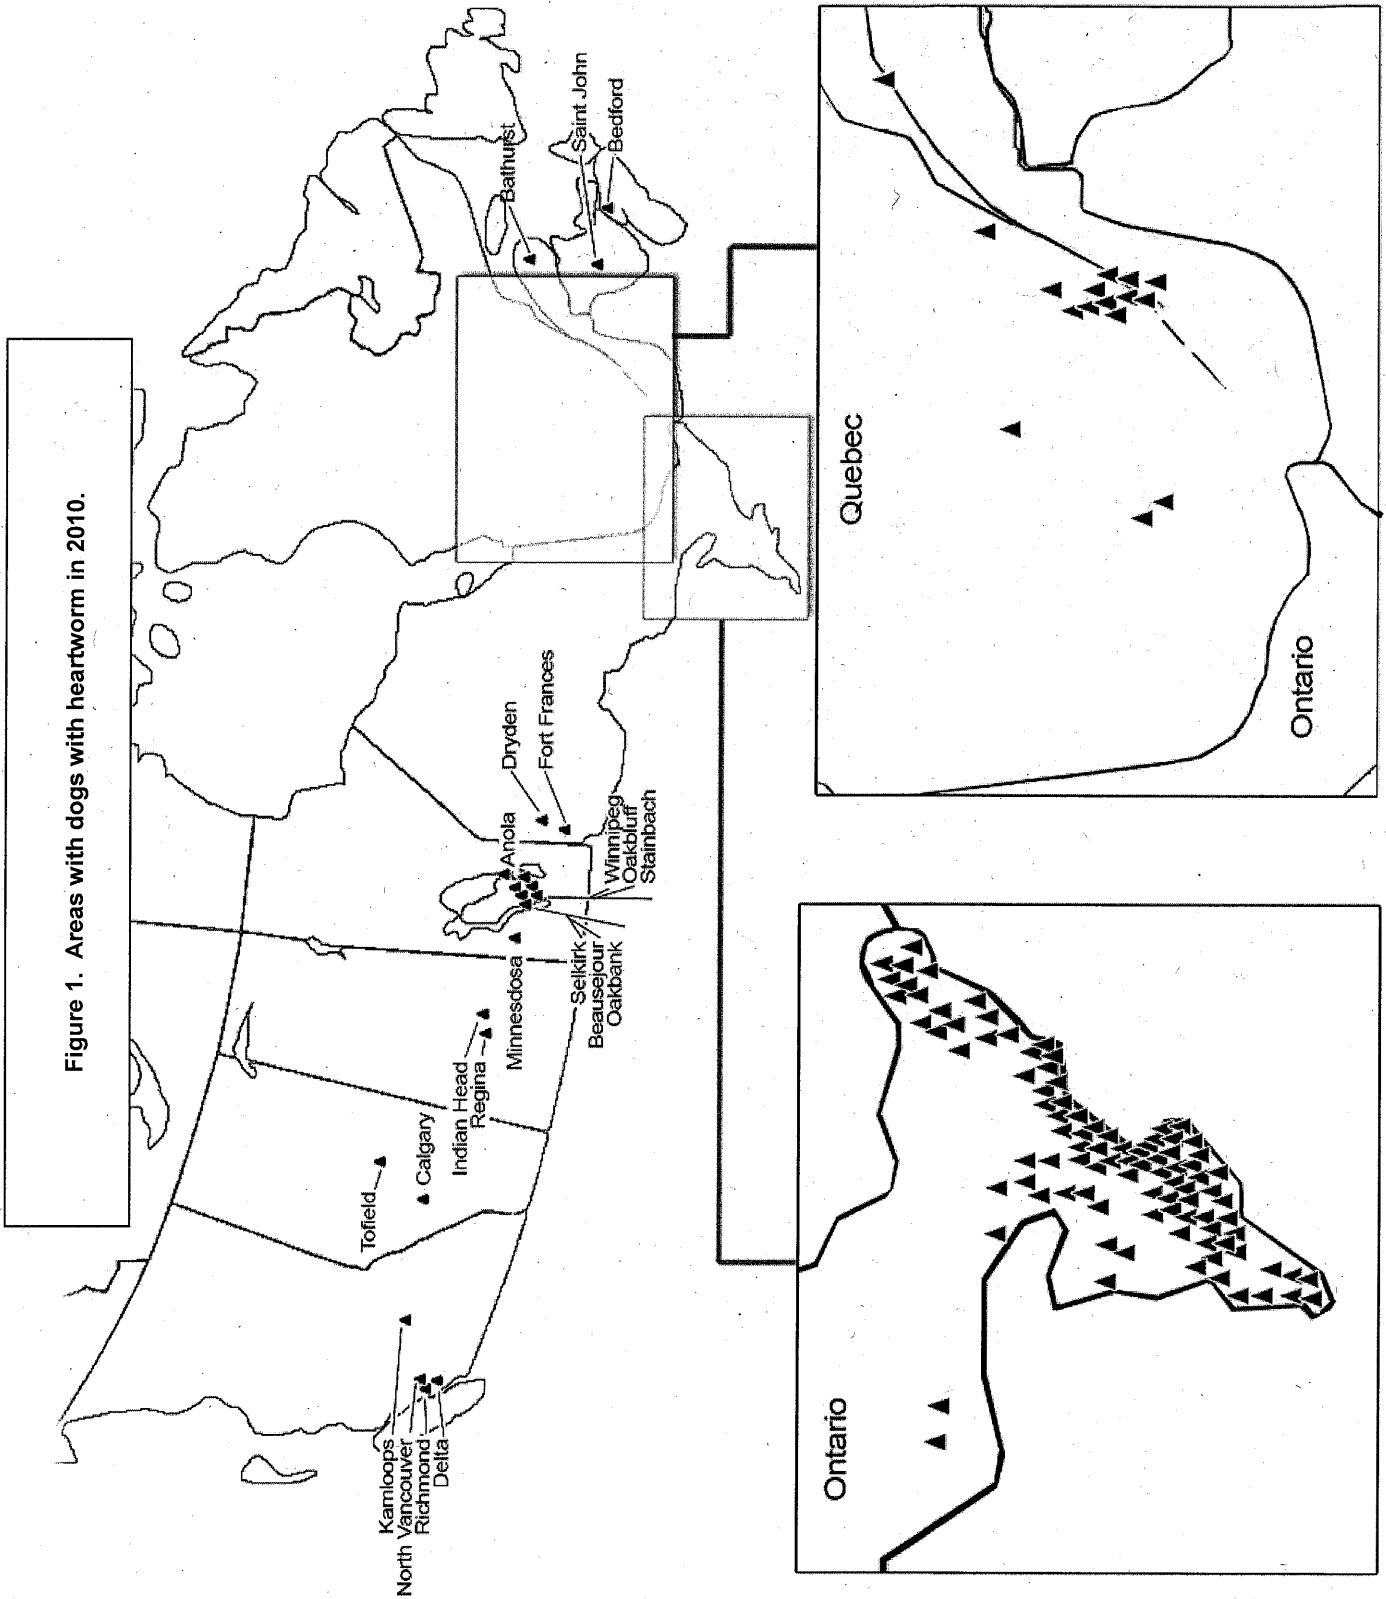 Figure 1. Areas with dogs with heartworm in 2010.
Kamloops
North Vancouver
Richmond
Delta
Tofield
Calgary
Indian Head
Regina
Minnesdosa
Selkirk
Beausejour
Oakbank
Anola
Winnipeg
Oakbluff
Stainbach
Dryden
Fort Frances
Bathurst
Saint John
Bedford
Ontario
Quebec
Ontario